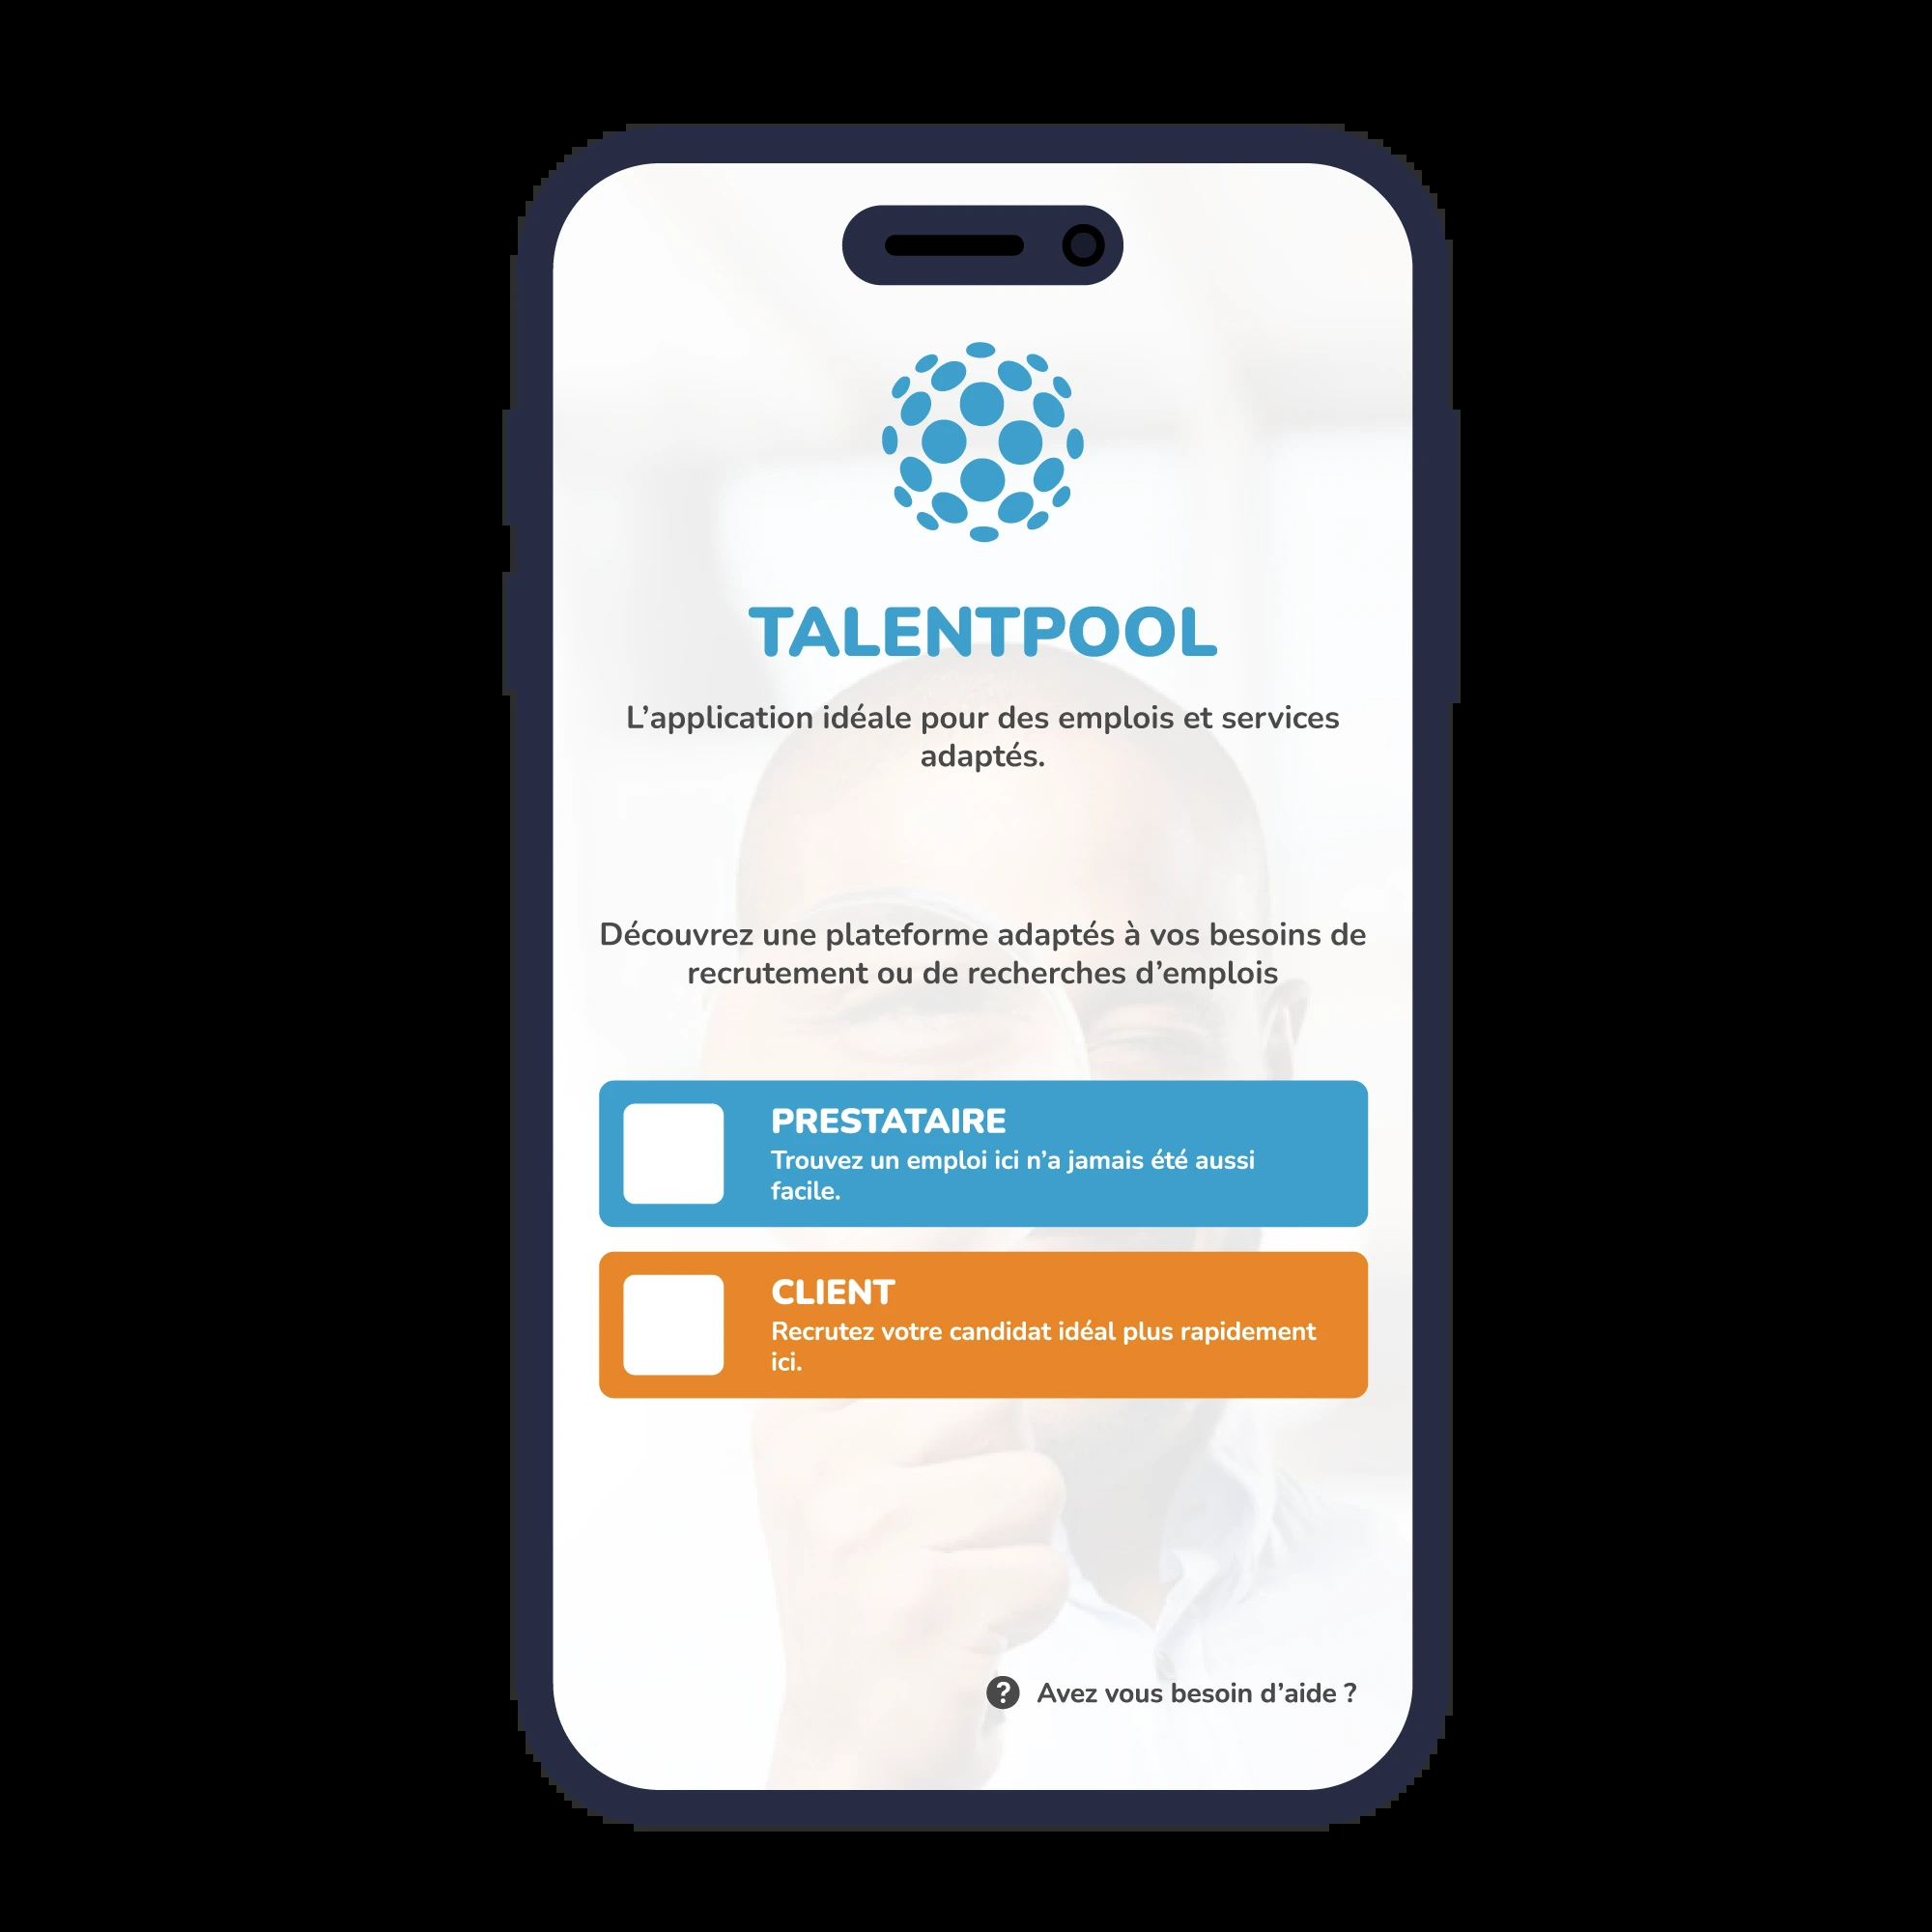 TALENTPOOL
L’application idéale pour des emplois et services
adaptés.
Découvrez une plateforme adaptés à vos besoins de
recrutement ou de recherches d’emplois
PRESTATAIRE
Trouvez un emploi ici n’a jamais été aussi
facile.
CLIENT
Recrutez votre candidat idéal plus rapidement
ici.
? Avez vous besoin d’aide ?